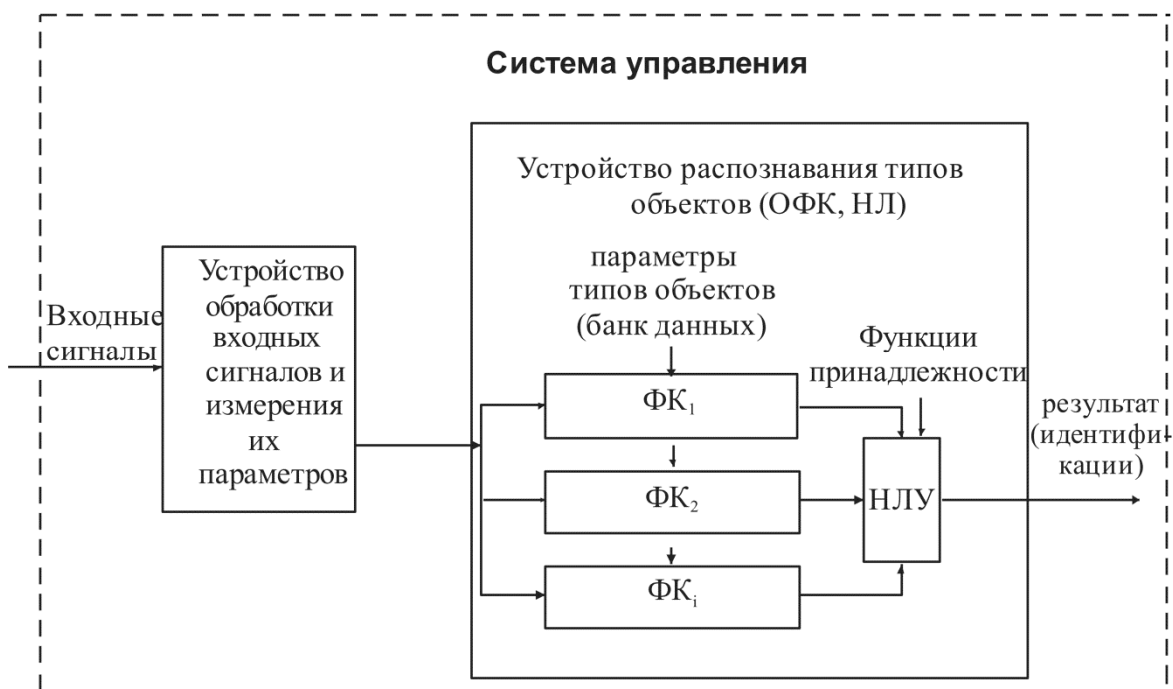 Система управления
Устройство распознавания типов
объектов (ОФК, НЛ)
Входные
сигналы
Устройство
обработки
входных
сигналов и
измерения
их
параметров
параметры
типов объектов
(банк данных)
Функции
принадлежности
ФК₁
ФК₂
ФКᵢ
НЛУ
результат
(идентифи-
кации)